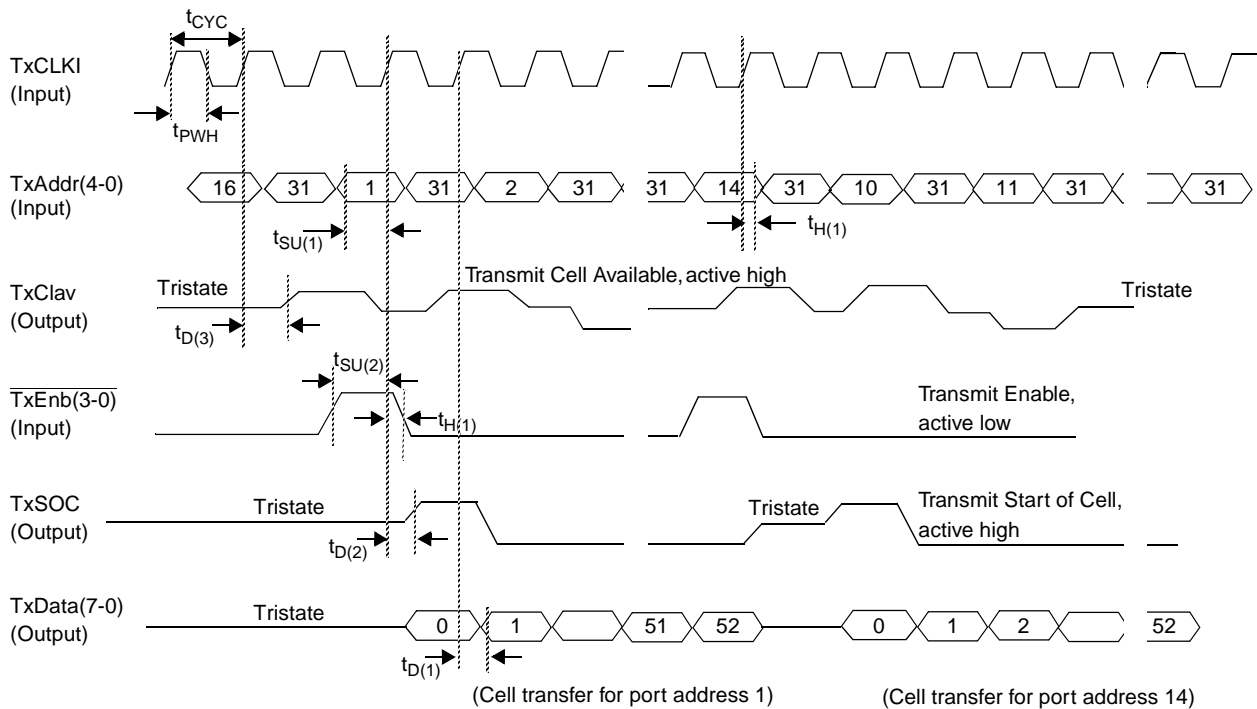 tCYC
TxCLKI
(Input)
tPWH
TxAddr(4-0)
(Input)
16 31 1 31 2 31 31 14 31 10 31 11 31 31
tSU(1)
tH(1)
TxClav
(Output)
Tristate
Transmit Cell Available, active high
Tristate
tD(3)
tSU(2)
TxEnb(3-0)
(Input)
tH(1)
Transmit Enable,
active low
TxSOC
(Output)
Tristate
Tristate
Transmit Start of Cell,
active high
tD(2)
TxData(7-0)
(Output)
Tristate
0 1 51 52 0 1 2 52
tD(1)
(Cell transfer for port address 1)
(Cell transfer for port address 14)